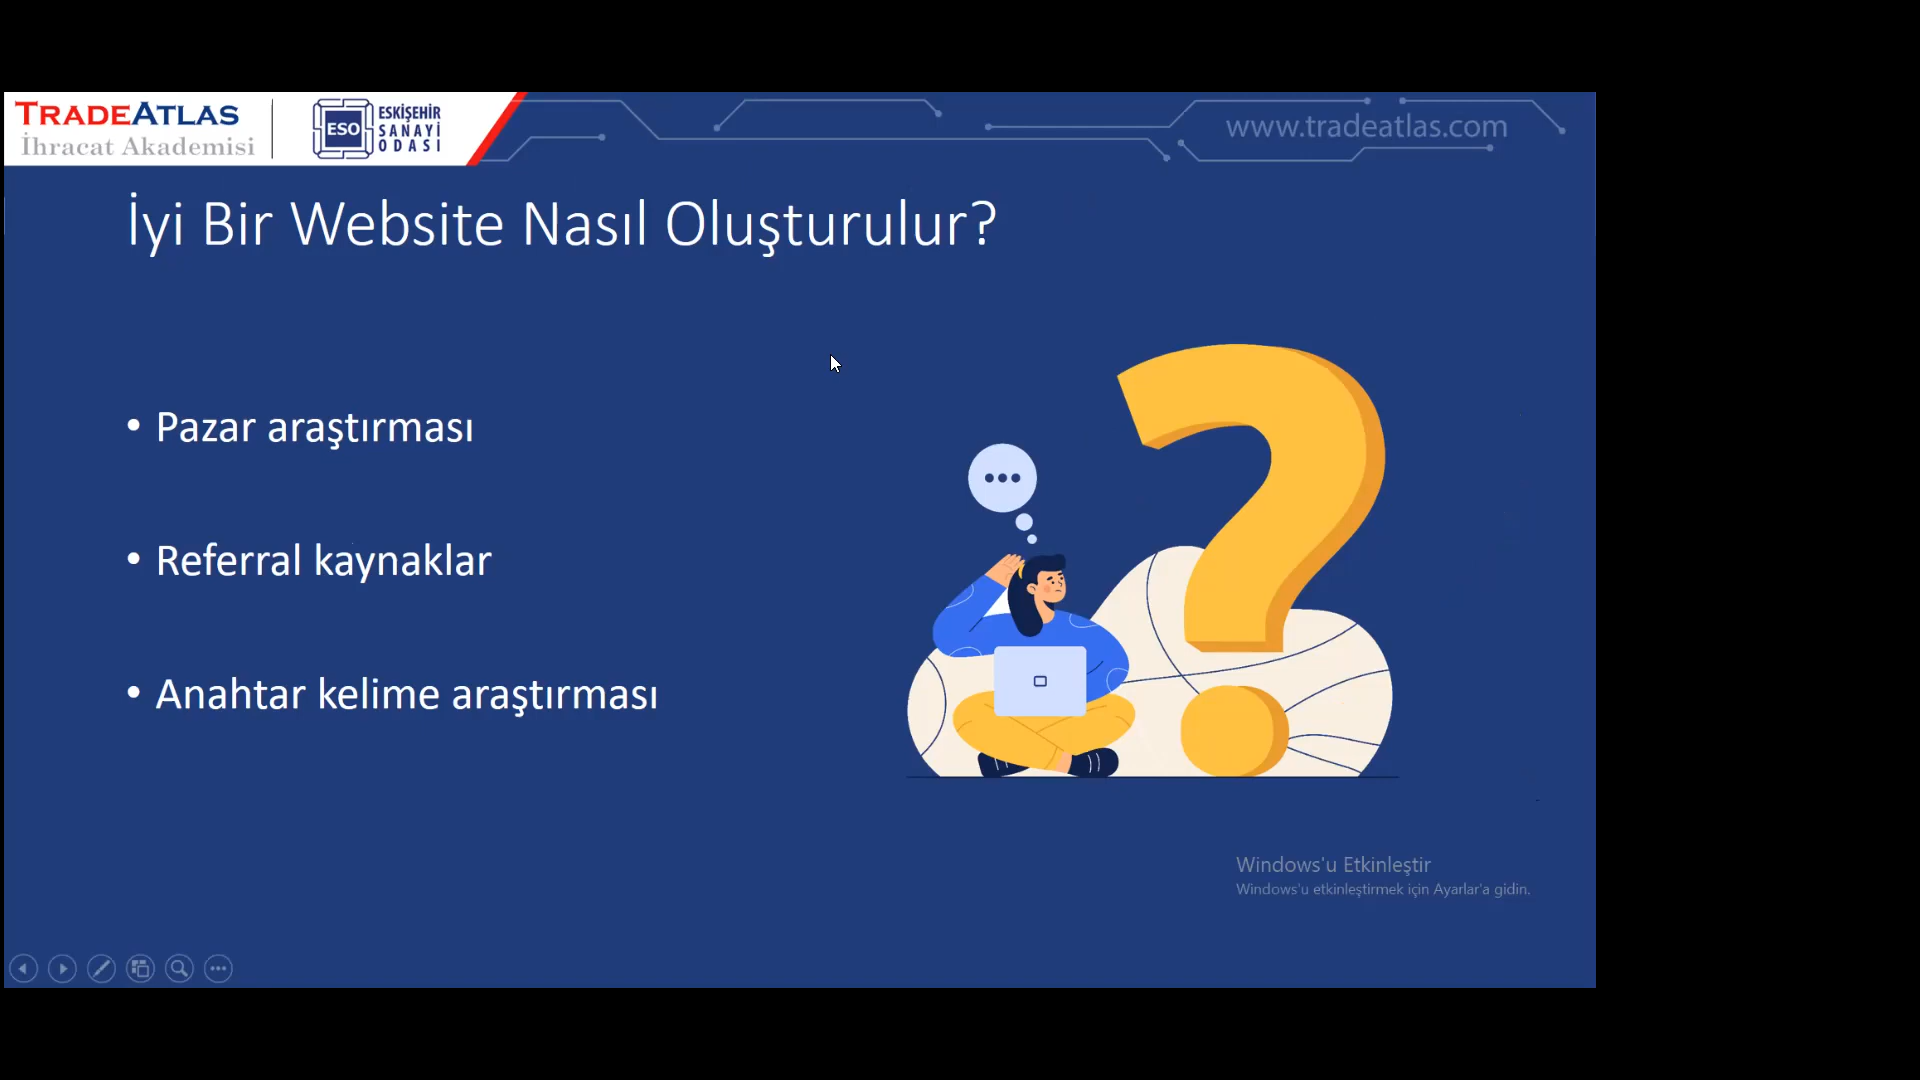 TRADEATLAS
İhracat Akademisi
ESO
ESKİŞEHİR
SANAYİ
ODASI
www.tradeatlas.com
İyi Bir Website Nasıl Oluşturulur?
• Pazar araştırması
• Referral kaynaklar
• Anahtar kelime araştırması
Windows'u Etkinleştir
Windows'u etkinleştirmek için Ayarlar'a gidin.